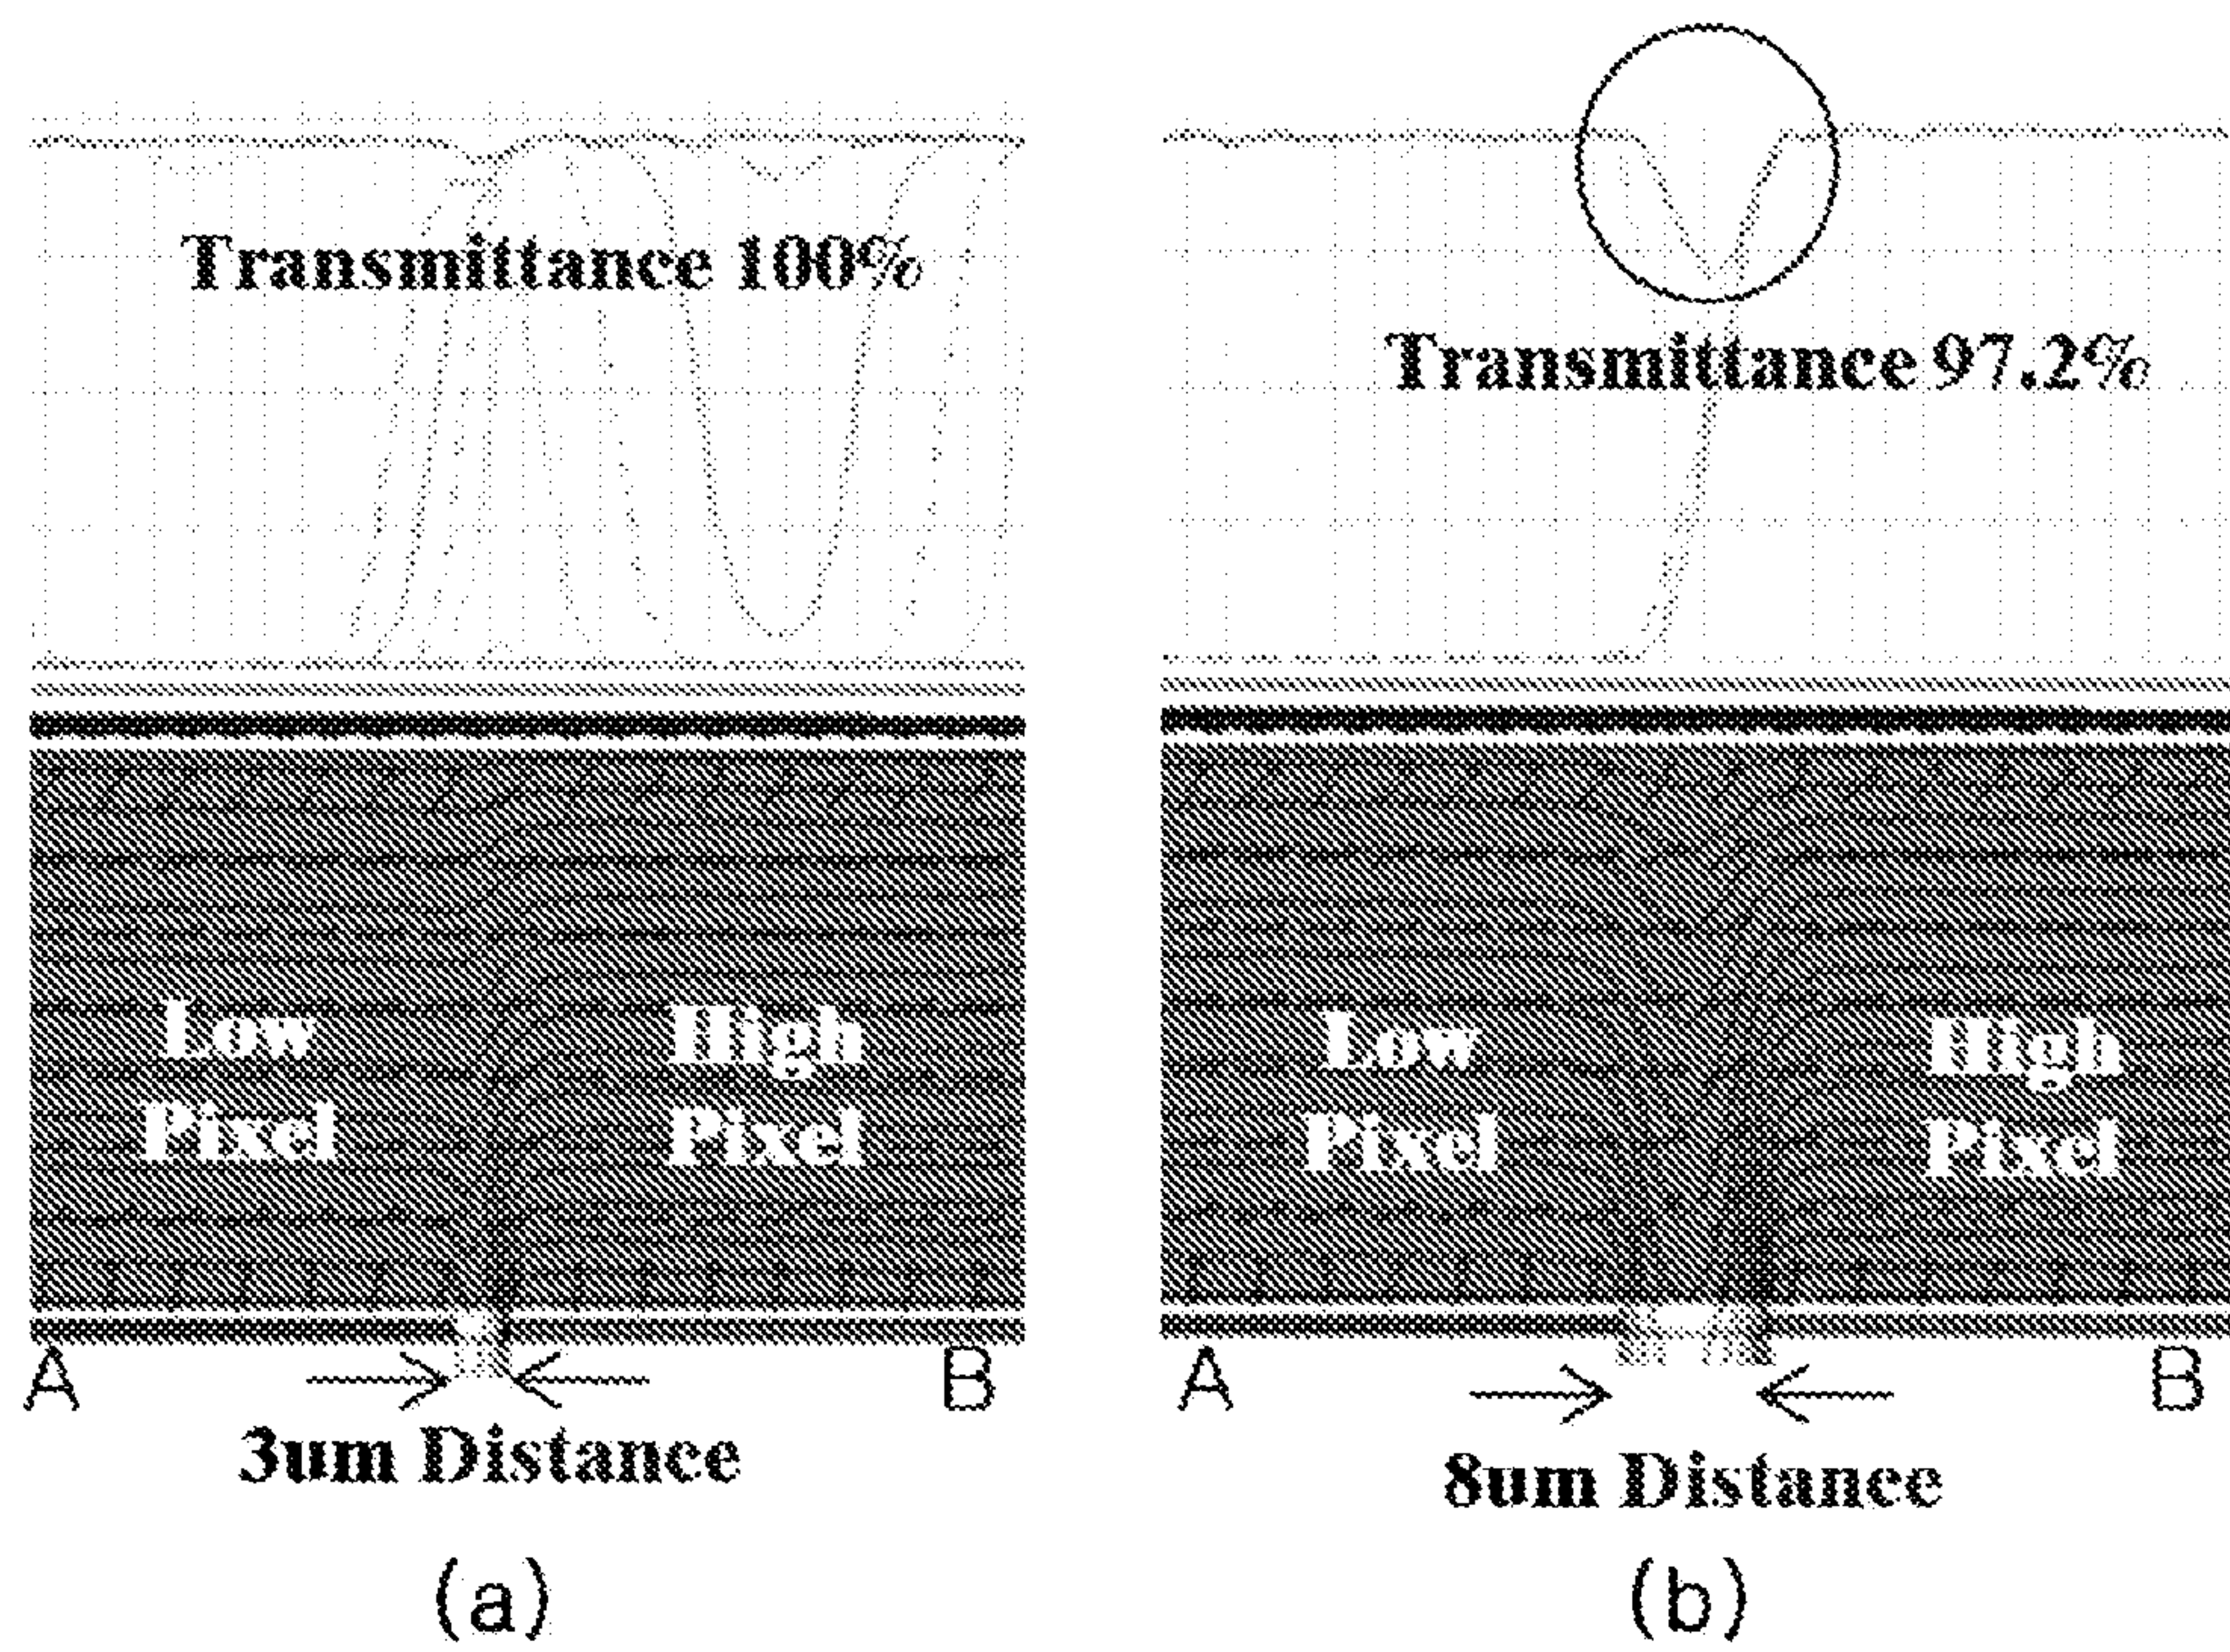 Transmittance 100%
Low
Pixel
High
Pixel
A
B
3um Distance
(a)
Transmittance 97.2%
Low
Pixel
High
Pixel
A
B
8um Distance
(b)